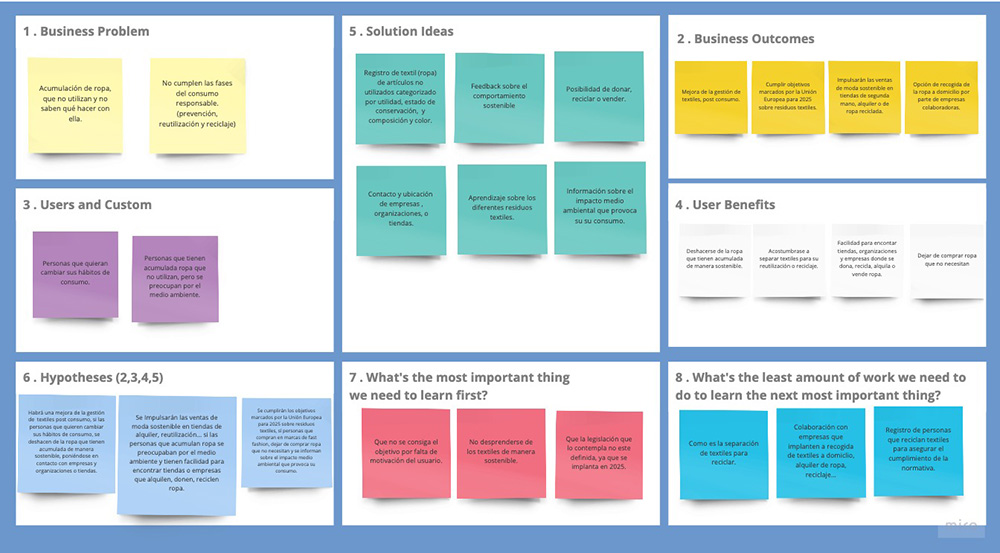 1 . Business Problem
Acumulación de ropa,
que no utilizan y no
saben qué hacer con
ella.
No cumplen las fases
del consumo
responsable.
(prevención,
reutilización y reciclaje)
5 . Solution Ideas
Registro de textil (ropa)
de artículos no
utilizados categorizado
por utilidad, estado de
conservación, y
composición y color.
Feedback sobre el
comportamiento
sostenible
Posibilidad de donar,
reciclar o vender.
Contacto y ubicación
de empresas ,
organizaciones, o
tiendas.
Aprendizaje sobre los
diferentes residuos
textiles.
Información sobre el
impacto medio
ambiental que provoca
su su consumo.
2 . Business Outcomes
Mejora de la gestión de
textiles, post consumo.
Cumplir objetivos
marcados por la Unión
Europea para 2025
sobre residuos textiles.
Impulsarán las ventas
de moda sostenible en
tiendas de segunda
mano, alquiler o de
ropa reciclada.
Opción de recogida de
la ropa a domicilio por
parte de empresas
colaboradoras.
3 . Users and Custom
Personas que quieran
cambiar sus hábitos de
consumo.
Personas que tienen
acumulada ropa que
no utilizan, pero se
preocupan por el
medio ambiente.
4 . User Benefits
Deshacerse de la ropa
que tienen acumulada
de manera sostenible.
Acostumbrase a
separar textiles para su
reutilización o reciclaje.
Facilidad para encontar
tiendas, organizaciones
y empresas donde se
dona, recicla, alquila o
vende ropa.
Dejar de comprar ropa
que no necesitan
6 . Hypotheses (2,3,4,5)
Habrá una mejora de la gestión
de textiles post consumo, si las
personas que quieren cambiar
sus hábitos de consumo, se
deshacen de la ropa que tienen
acumulada de manera
sostenible, poniéndose en
contacto con empresas y
organizaciones o tiendas.
Se impulsarán las ventas de
moda sostenible en tiendas de
alquiler, reutilización... si las
personas que acumulan ropa se
preocupaban por el medio
ambiente y tienen facilidad para
encontrar tiendas o empresas
que alquilen, donen, reciclen
ropa.
Se cumplirán los objetivos
marcados por la Unión Europea
para 2025 sobre residuos
textiles, si personas que
compran en marcas de fast
fashion, dejar de comprar ropa
que no necesitan y se informan
sobre el impacto medio
ambiental que provoca su
consumo.
7 . What's the most important thing
we need to learn first?
Que no se consiga el
objetivo por falta de
motivación del usuario.
No desprenderse de
los textiles de manera
sostenible.
Que la legislación que
lo contempla no este
definida, ya que se
implanta en 2025.
8 . What's the least amount of work we need to
do to learn the next most important thing?
Como es la separación
de textiles para
reciclar.
Colaboración con
empresas que
implanten a recogida
de textiles a domicilio,
alquiler de ropa,
reciclaje...
Registro de personas
que reciclan textiles
para asegurar el
cumplimiento de la
normativa.
miro